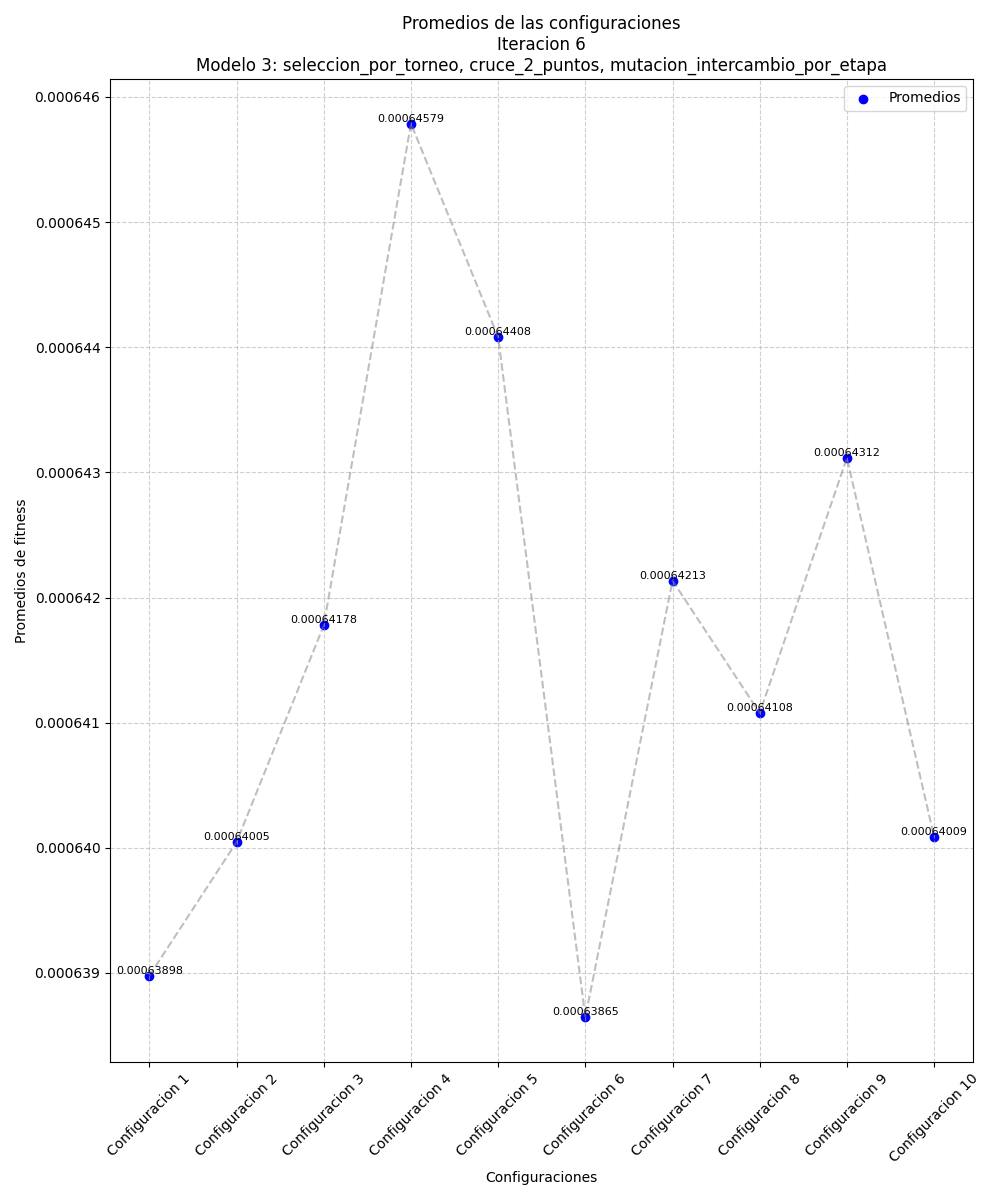 Promedios de las configuraciones
Iteracion 6
Modelo 3: seleccion_por_torneo, cruce_2_puntos, mutacion_intercambio_por_etapa
Promedios
0.000646
0.000645
0.000644
0.000643
0.000642
0.000641
0.000640
0.000639
Promedios de fitness
0.00063898
0.00064005
0.00064178
0.00064579
0.00064408
0.00063865
0.00064213
0.00064108
0.00064312
0.00064009
Configuracion 1
Configuracion 2
Configuracion 3
Configuracion 4
Configuracion 5
Configuracion 6
Configuracion 7
Configuracion 8
Configuracion 9
Configuracion 10
Configuraciones